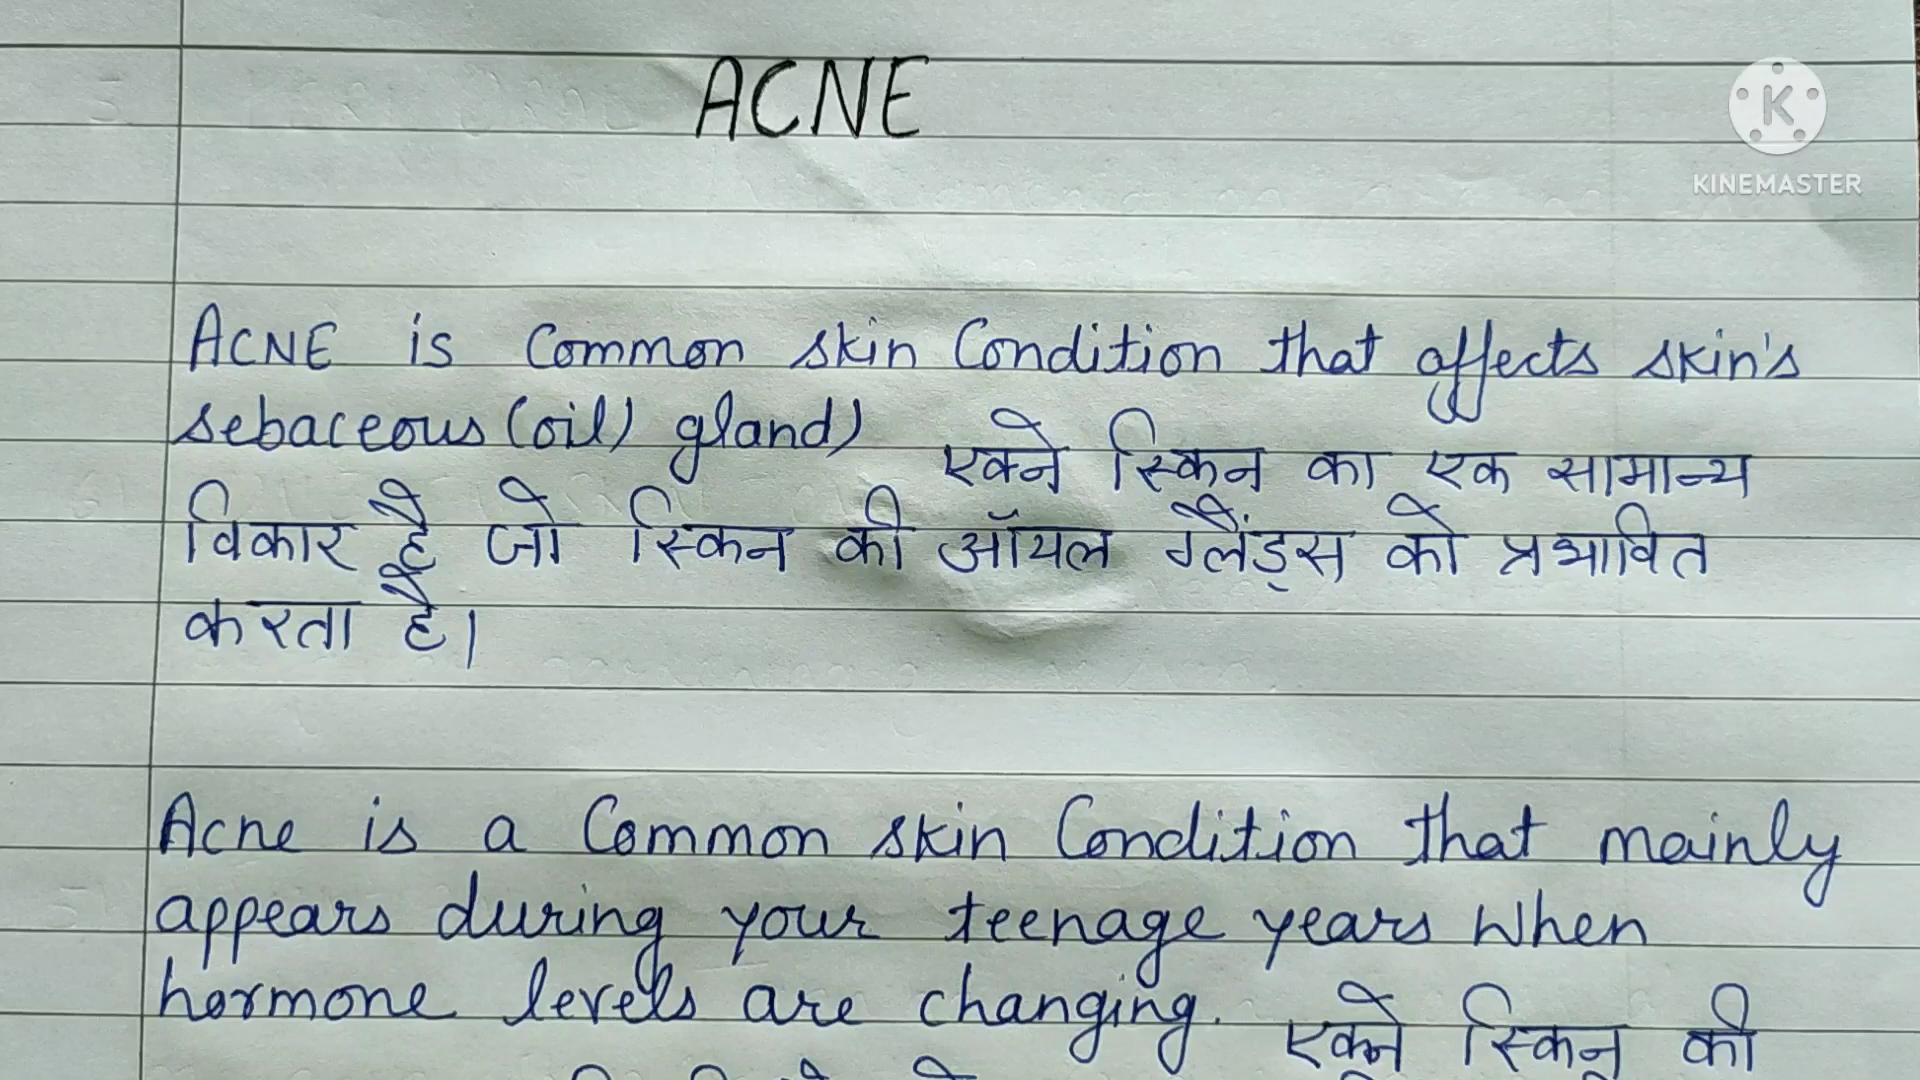 ACNE
K
KINEMASTER
ACNE is Common skin Condition that affects skin's
sebaceous (oil) gland) एक्ने स्किन का एक सामान्य
विकार है जो स्किन की ऑयल ग्लैंड्स को प्रभावित
करता है।
Acne is a Common skin Condition that mainly
appears during your teenage years when
hormone levels are changing. एक्ने स्किन की